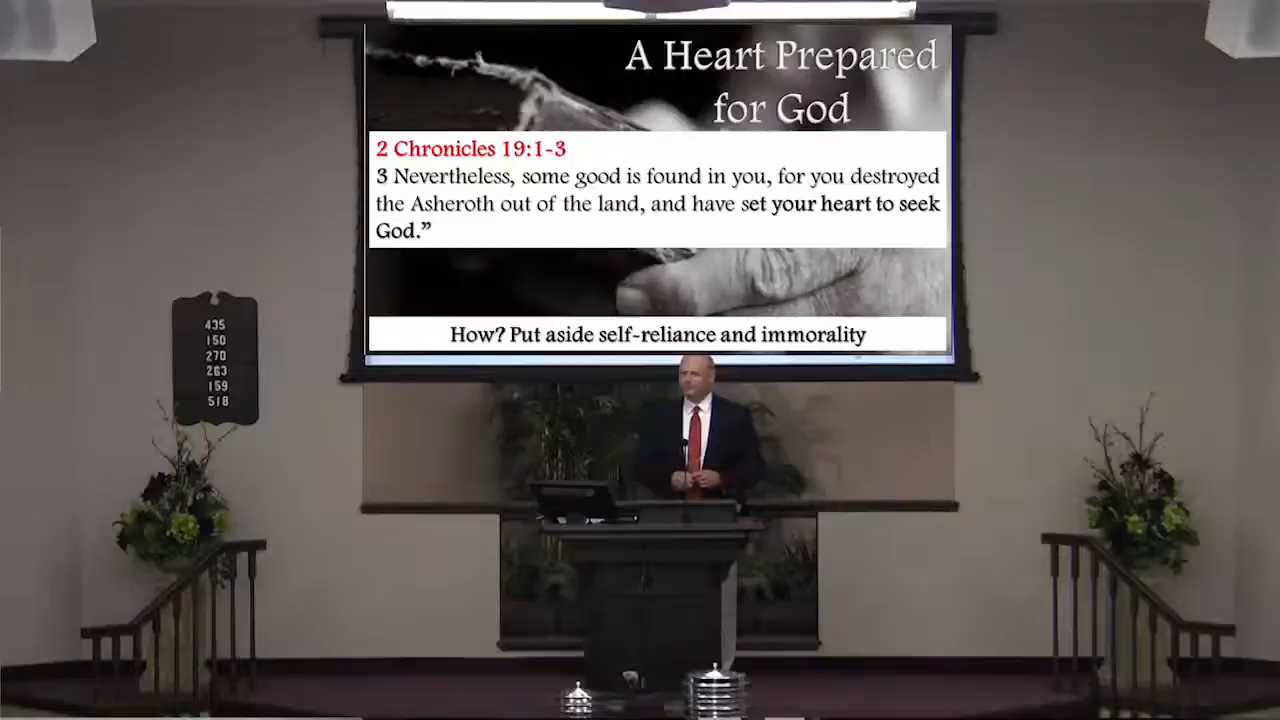 A Heart Prepared
for God
2 Chronicles 19:1-3
3 Nevertheless, some good is found in you, for you destroyed
the Asheroth out of the land, and have set your heart to seek
God.”
How? Put aside self-reliance and immorality
435
150
270
263
159
518